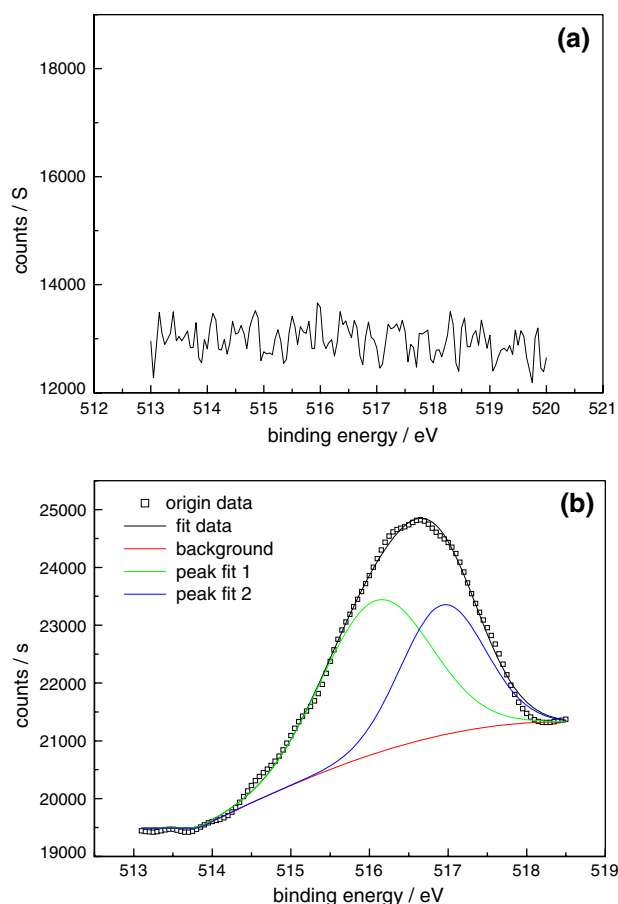 (a)
18000
16000
14000
12000
counts / S
512 513 514 515 516 517 518 519 520 521
binding energy / eV
(b)
25000
24000
23000
22000
21000
20000
19000
counts / s
origin data
fit data
background
peak fit 1
peak fit 2
513 514 515 516 517 518 519
binding energy / eV